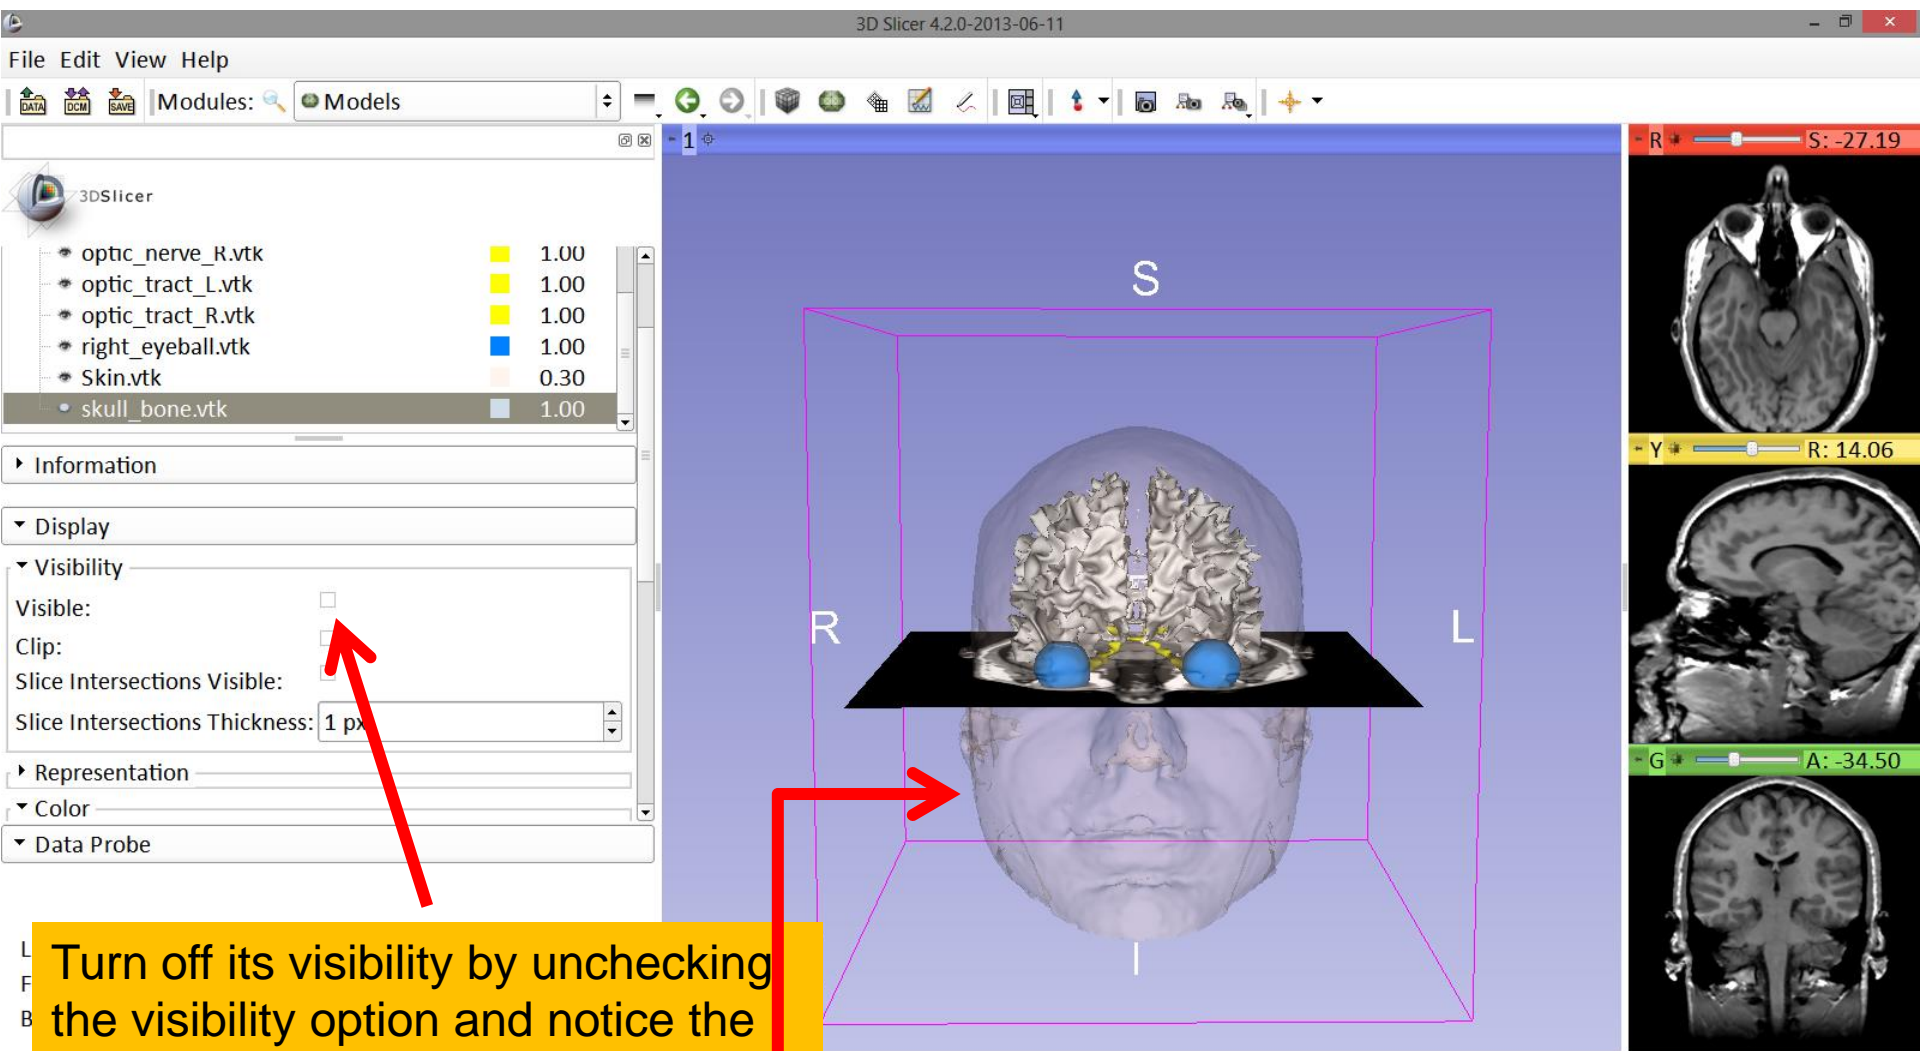 3D Slicer 4.2.0-2013-06-11
File Edit View Help
DATA DCM SAVE Modules: Models
1
R S: -27.19
3DSlicer
optic_nerve_R.vtk 1.00
optic_tract_L.vtk 1.00
optic_tract_R.vtk 1.00
right_eyeball.vtk 1.00
Skin.vtk 0.30
skull_bone.vtk 1.00
Information
Display
Visibility
Visible:
Clip:
Slice Intersections Visible:
Slice Intersections Thickness: 1 px
Representation
Color
Data Probe
L
F
B
Turn off its visibility by unchecking
the visibility option and notice the
S
R L
I
Y R: 14.06
G A: -34.50